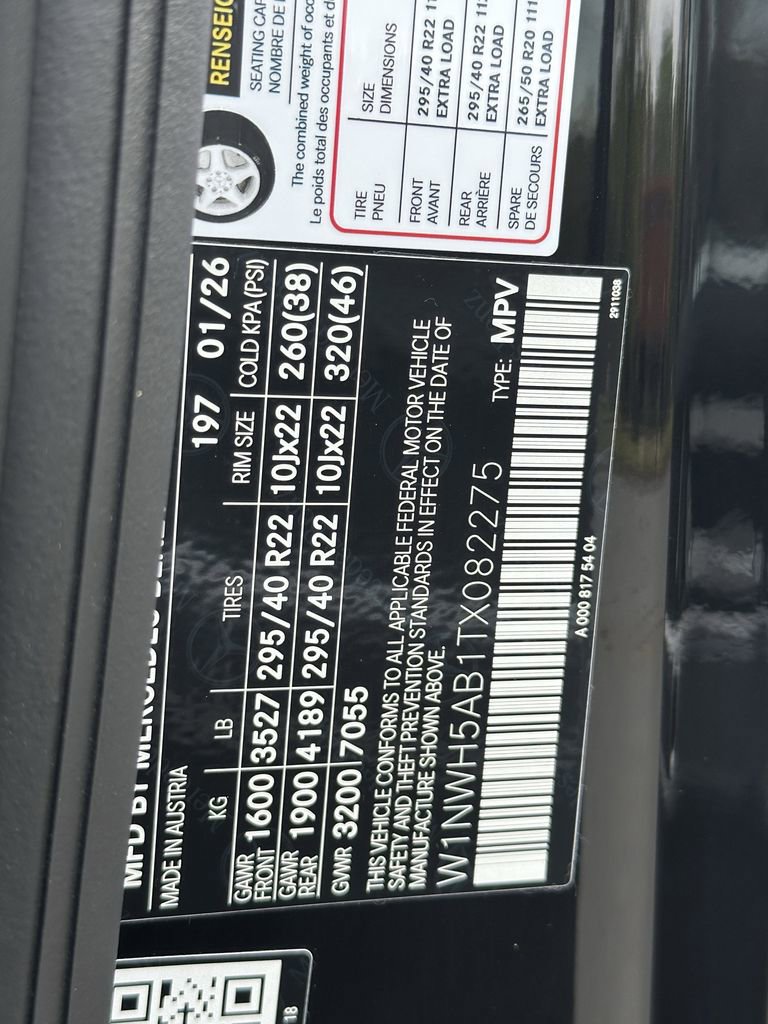 MFD BY MERCEDES
197 01/26
MADE IN AUSTRIA
KG LB TIRES RIM SIZE COLD KPA (PSI)
GAWR FRONT 1600 3527 295/40 R22 10Jx22 260(38)
GAWR REAR 1900 4189 295/40 R22 10Jx22 320(46)
GVWR 3200 7055
THIS VEHICLE CONFORMS TO ALL APPLICABLE FEDERAL MOTOR VEHICLE
SAFETY AND THEFT PREVENTION STANDARDS IN EFFECT ON THE DATE OF
MANUFACTURE SHOWN ABOVE.
W1NWH5AB1TX082275 TYPE: MPV
A 000 817 54 04
2911038
SEATING
NOMBRE DE
The combined weight of
Le poids total des occupants et
TIRE SIZE
PNEU DIMENSIONS
FRONT 295/40 R22
AVANT EXTRA LOAD
REAR 295/40 R22
ARRIÈRE EXTRA LOAD
SPARE 265/50 R20 111
DE SECOURS EXTRA LOAD
18